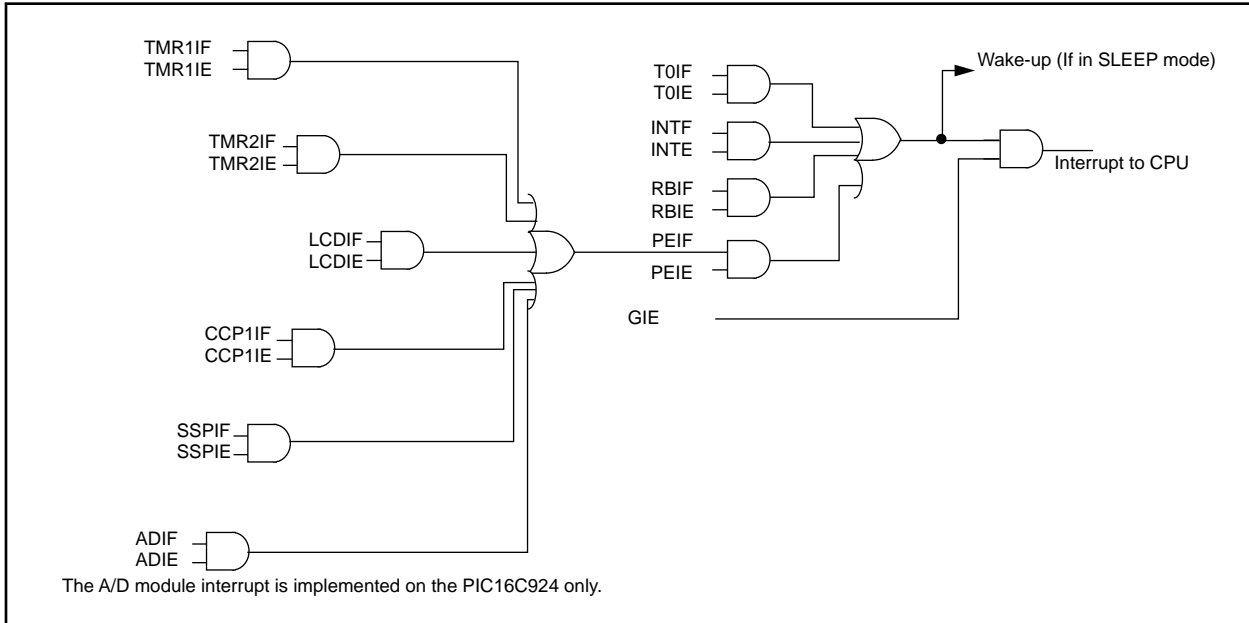 TMR1IF
TMR1IE
TMR2IF
TMR2IE
LCDIF
LCDIE
CCP1IF
CCP1IE
SSPIF
SSPIE
ADIF
ADIE
T0IF
T0IE
INTF
INTE
RBIF
RBIE
PEIF
PEIE
GIE
Wake-up (If in SLEEP mode)
Interrupt to CPU
The A/D module interrupt is implemented on the PIC16C924 only.